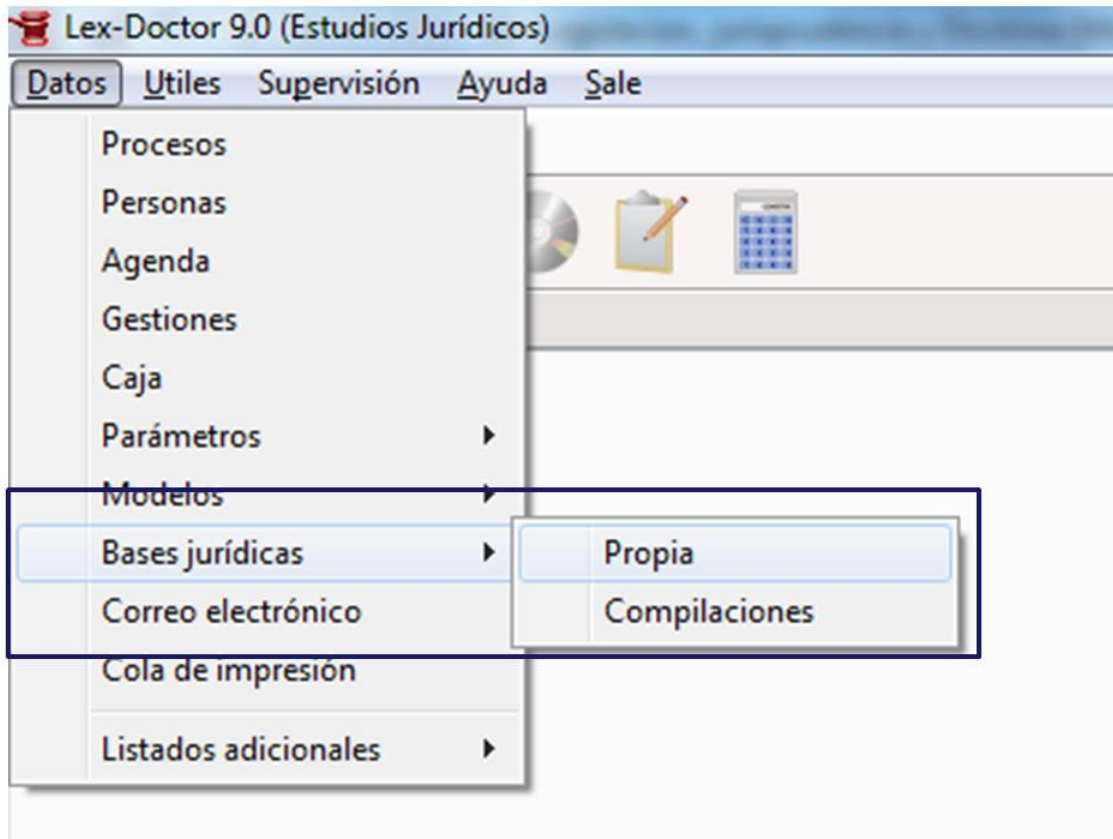 Lex-Doctor 9.0 (Estudios Jurídicos)
Datos Utiles Supervisión Ayuda Sale
Procesos
Personas
Agenda
Gestiones
Caja
Parámetros
Modelos
Bases jurídicas
Propia
Correo electrónico
Compilaciones
Cola de impresión
Listados adicionales